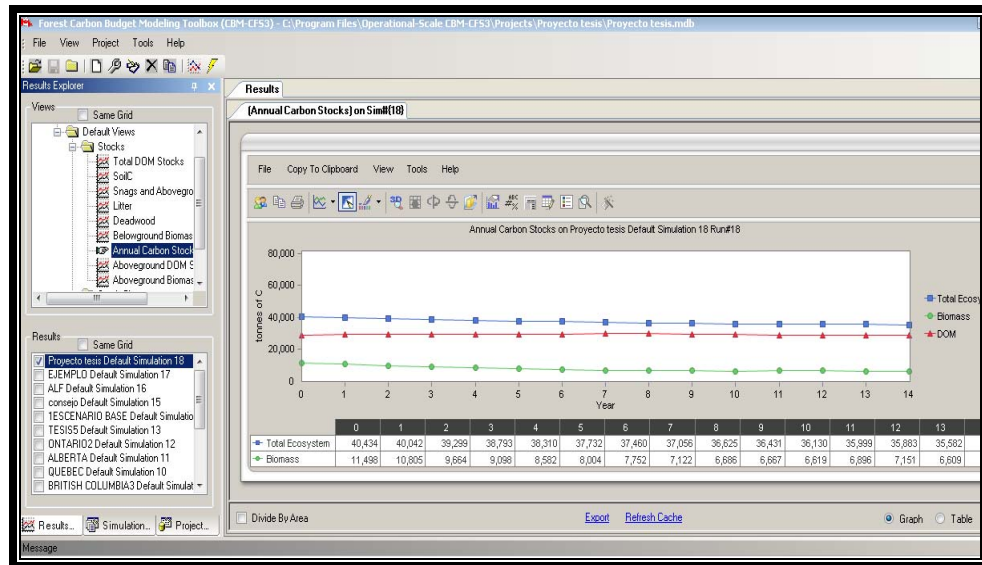 Forest Carbon Budget Modeling Toolbox (CBM-CFS3) - C:\Program Files\Operational-Scale CBM-CFS3\Projects\Proyecto tesis\Proyecto tesis.mdb
File View Project Tools Help
Results Explorer
Views
Same Grid
Default Views
Stocks
Total DOM Stocks
SoilC
Snags and Abovegro
Litter
Deadwood
Belowground Biomas
Annual Carbon Stock
Aboveground DOM S
Aboveground Biomas
Results
Same Grid
Proyecto tesis Default Simulation 18
EJEMPLO Default Simulation 17
ALF Default Simulation 16
consejo Default Simulation 15
1ESCENARIO BASE Default Simulatio
TESIS5 Default Simulation 13
ONTARIO2 Default Simulation 12
ALBERTA Default Simulation 11
QUEBEC Default Simulation 10
BRITISH COLUMBIA3 Default Simulat
Results... Simulation... Project...
Message
Results
(Annual Carbon Stocks) on Sim#(18)
File Copy To Clipboard View Tools Help
Annual Carbon Stocks on Proyecto tesis Default Simulation 18 Run#18
tonnes of C
80,000
60,000
40,000
20,000
0
0 1 2 3 4 5 6 7 8 9 10 11 12 13 14
Year
Total Ecosy
Biomass
DOM
0 1 2 3 4 5 6 7 8 9 10 11 12 13
Total Ecosystem 40,434 40,042 39,299 38,793 38,310 37,732 37,460 37,056 36,625 36,431 36,130 35,999 35,883 35,582
Biomass 11,498 10,805 9,664 9,098 8,582 8,004 7,752 7,122 6,686 6,667 6,619 6,896 7,151 6,609
Divide By Area Export Refresh Cache Graph Table